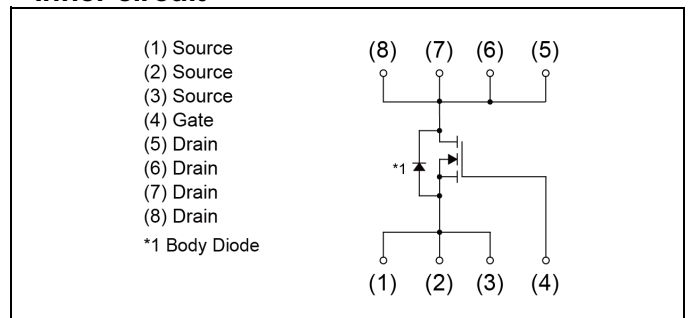 Inner circuit
(1) Source
(2) Source
(3) Source
(4) Gate
(5) Drain
(6) Drain
(7) Drain
(8) Drain
*1 Body Diode
(8) (7) (6) (5)
*1
(1) (2) (3) (4)